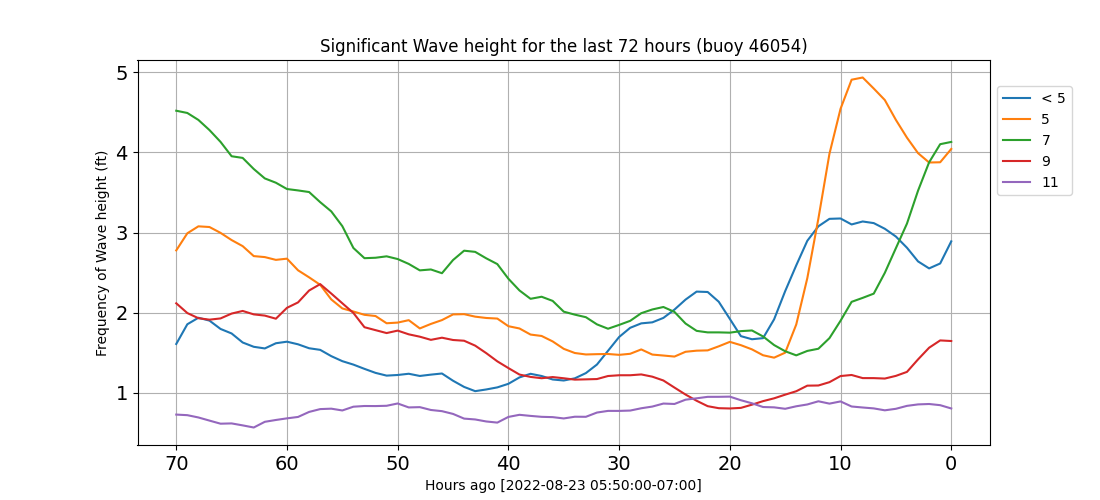 Significant Wave height for the last 72 hours (buoy 46054)
Frequency of Wave height (ft)
5
4
3
2
1
70 60 50 40 30 20 10 0
Hours ago [2022-08-23 05:50:00-07:00]
< 5
5
7
9
11